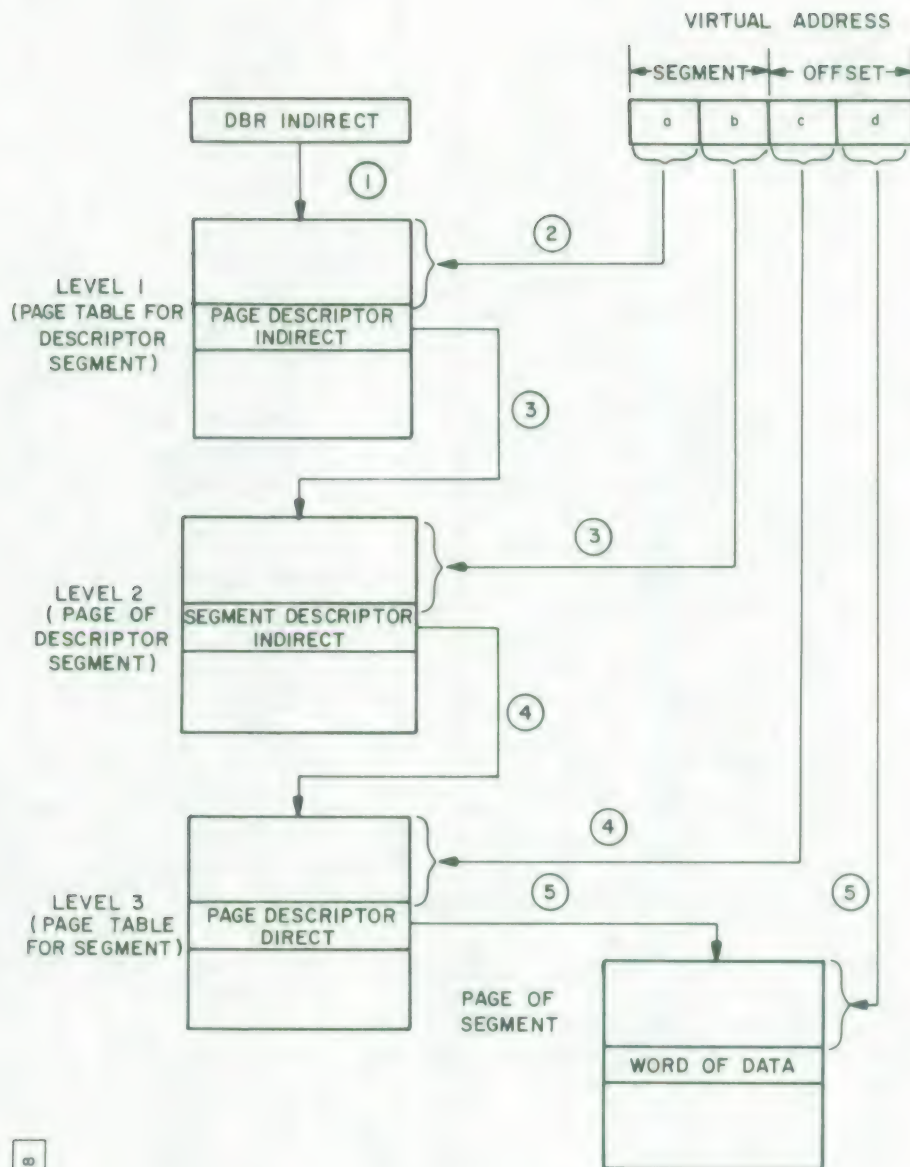 VIRTUAL ADDRESS
SEGMENT
OFFSET
a
b
c
d
DBR INDIRECT
1
2
LEVEL 1
(PAGE TABLE FOR
DESCRIPTOR
SEGMENT)
PAGE DESCRIPTOR
INDIRECT
3
3
LEVEL 2
( PAGE OF
DESCRIPTOR
SEGMENT)
SEGMENT DESCRIPTOR
INDIRECT
4
4
LEVEL 3
(PAGE TABLE
FOR SEGMENT)
PAGE DESCRIPTOR
DIRECT
5
5
PAGE OF
SEGMENT
WORD OF DATA
8